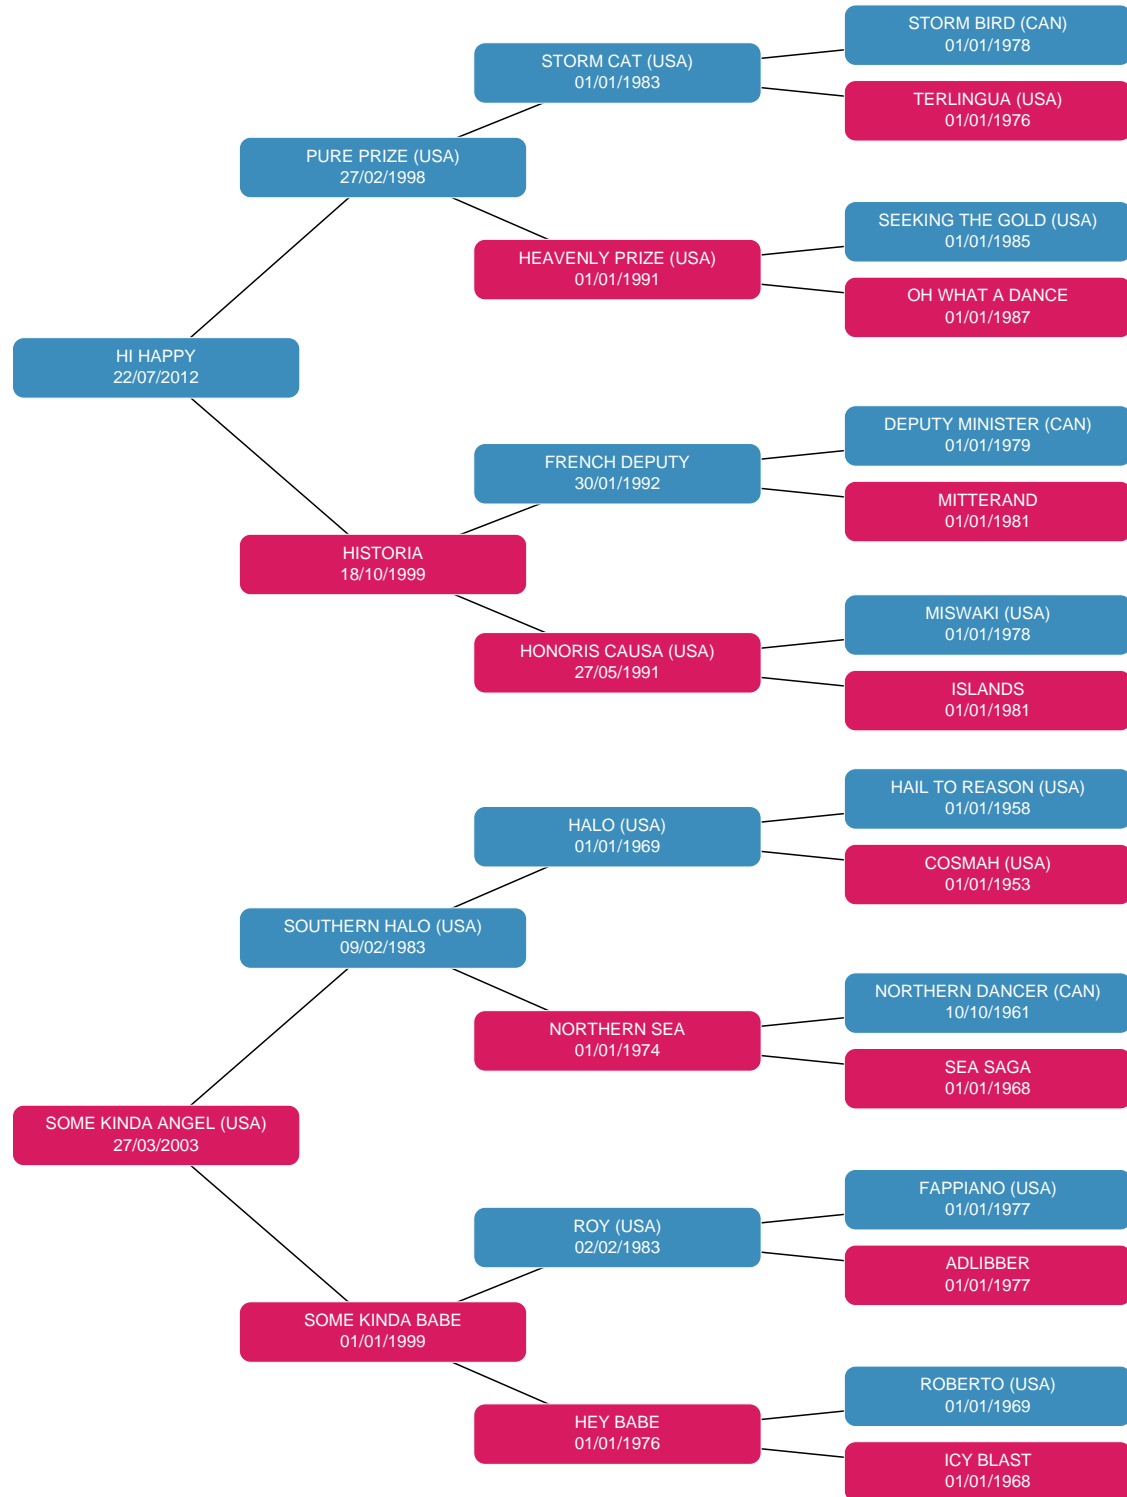 STORM BIRD (CAN)
01/01/1978
STORM CAT (USA)
01/01/1983
TERLINGUA (USA)
01/01/1976
PURE PRIZE (USA)
27/02/1998
SEEKING THE GOLD (USA)
01/01/1985
HEAVENLY PRIZE (USA)
01/01/1991
OH WHAT A DANCE
01/01/1987
HI HAPPY
22/07/2012
DEPUTY MINISTER (CAN)
01/01/1979
FRENCH DEPUTY
30/01/1992
MITTERAND
01/01/1981
HISTORIA
18/10/1999
MISWAKI (USA)
01/01/1978
HONORIS CAUSA (USA)
27/05/1991
ISLANDS
01/01/1981
HAIL TO REASON (USA)
01/01/1958
HALO (USA)
01/01/1969
COSMAH (USA)
01/01/1953
SOUTHERN HALO (USA)
09/02/1983
NORTHERN DANCER (CAN)
10/10/1961
NORTHERN SEA
01/01/1974
SEA SAGA
01/01/1968
SOME KINDA ANGEL (USA)
27/03/2003
FAPPIANO (USA)
01/01/1977
ROY (USA)
02/02/1983
ADLIBBER
01/01/1977
SOME KINDA BABE
01/01/1999
ROBERTO (USA)
01/01/1969
HEY BABE
01/01/1976
ICY BLAST
01/01/1968